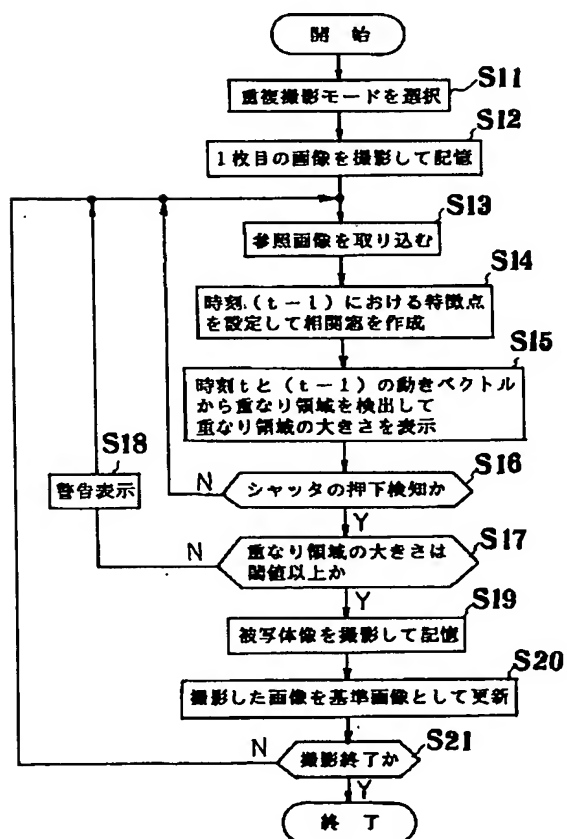 開 始
S11
重複撮影モードを選択
S12
1枚目の画像を撮影して記憶
S13
参照画像を取り込む
S14
時刻(t-1)における特徴点
を設定して相関窓を作成
S15
時刻tと(t-1)の動きベクトル
から重なり領域を検出して
重なり領域の大きさを表示
S18
警告表示
N
シャッタの押下検知か
S16
Y
N
重なり領域の大きさは
閾値以上か
S17
Y
S19
被写体像を撮影して記憶
S20
撮影した画像を基準画像として更新
N
撮影終了か
S21
Y
終 了